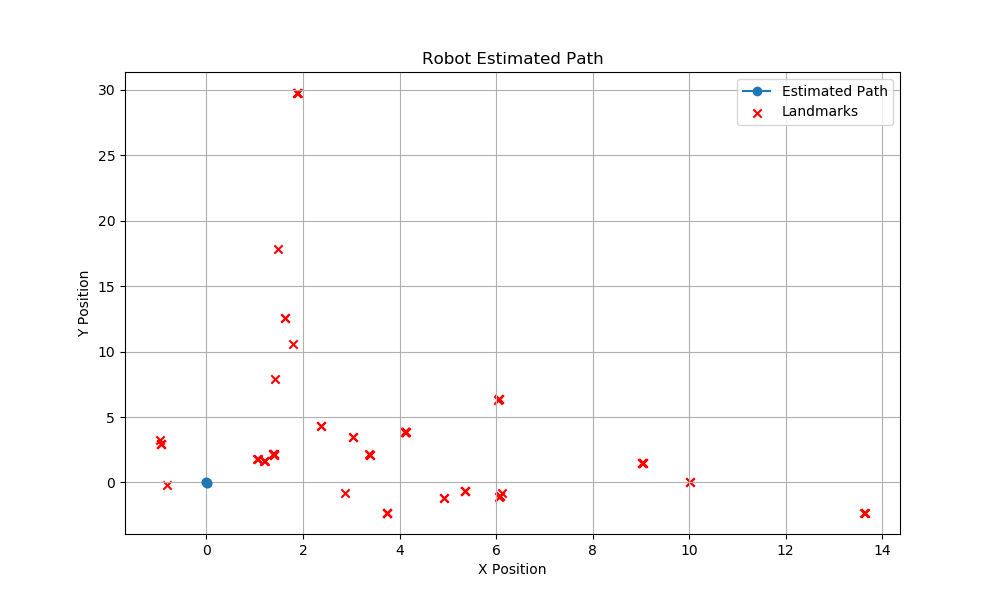 Robot Estimated Path
Estimated Path
Landmarks
Y Position
30
25
20
15
10
5
0
0 2 4 6 8 10 12 14
X Position